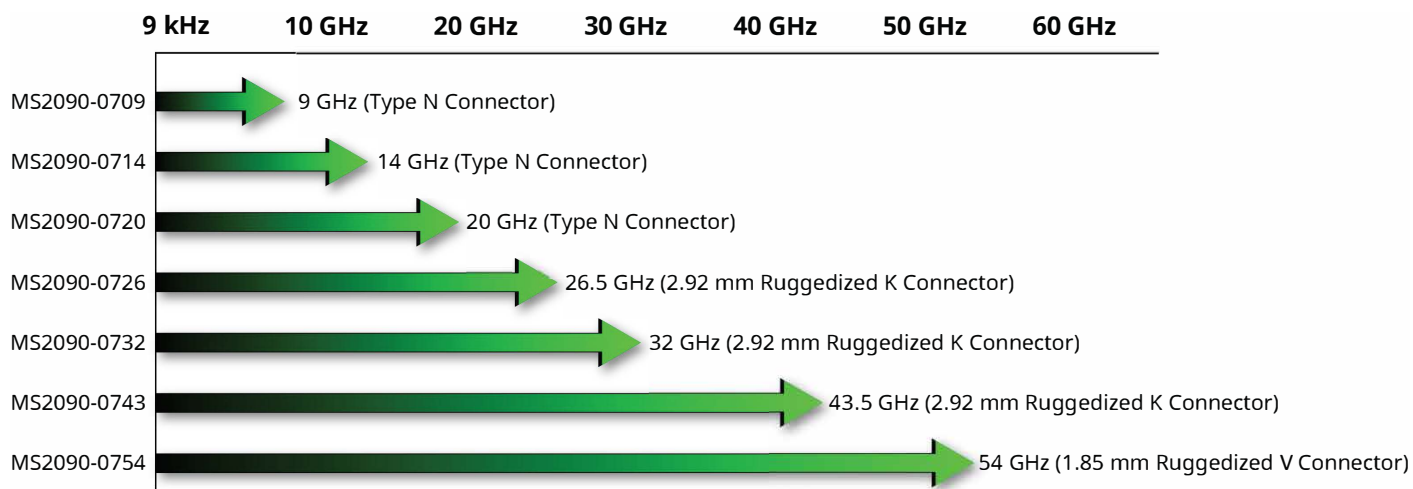 9 kHz 10 GHz 20 GHz 30 GHz 40 GHz 50 GHz 60 GHz
MS2090-0709 9 GHz (Type N Connector)
MS2090-0714 14 GHz (Type N Connector)
MS2090-0720 20 GHz (Type N Connector)
MS2090-0726 26.5 GHz (2.92 mm Ruggedized K Connector)
MS2090-0732 32 GHz (2.92 mm Ruggedized K Connector)
MS2090-0743 43.5 GHz (2.92 mm Ruggedized K Connector)
MS2090-0754 54 GHz (1.85 mm Ruggedized V Connector)